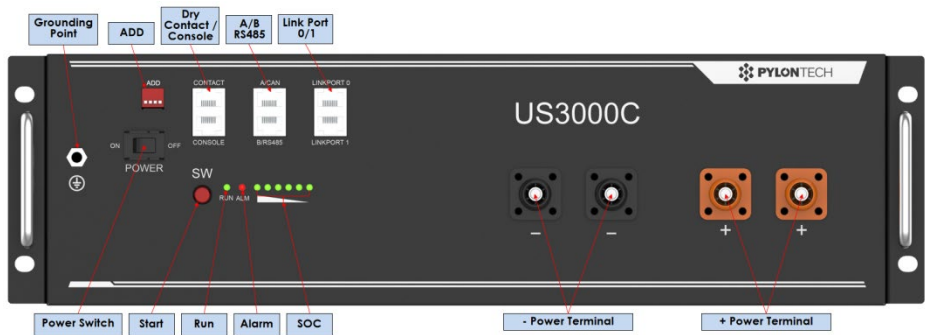 Grounding
Point
ADD
Dry
Contact /
Console
A/B
RS485
Link Port
0/1
ADD
CONTACT
A/CAN
LINKPORT 0
PYLONTECH
US3000C
ON
OFF
POWER
CONSOLE
B/RS485
LINKPORT 1
SW
RUN
ALM
−
−
+
+
Power Switch
Start
Run
Alarm
SOC
- Power Terminal
+ Power Terminal